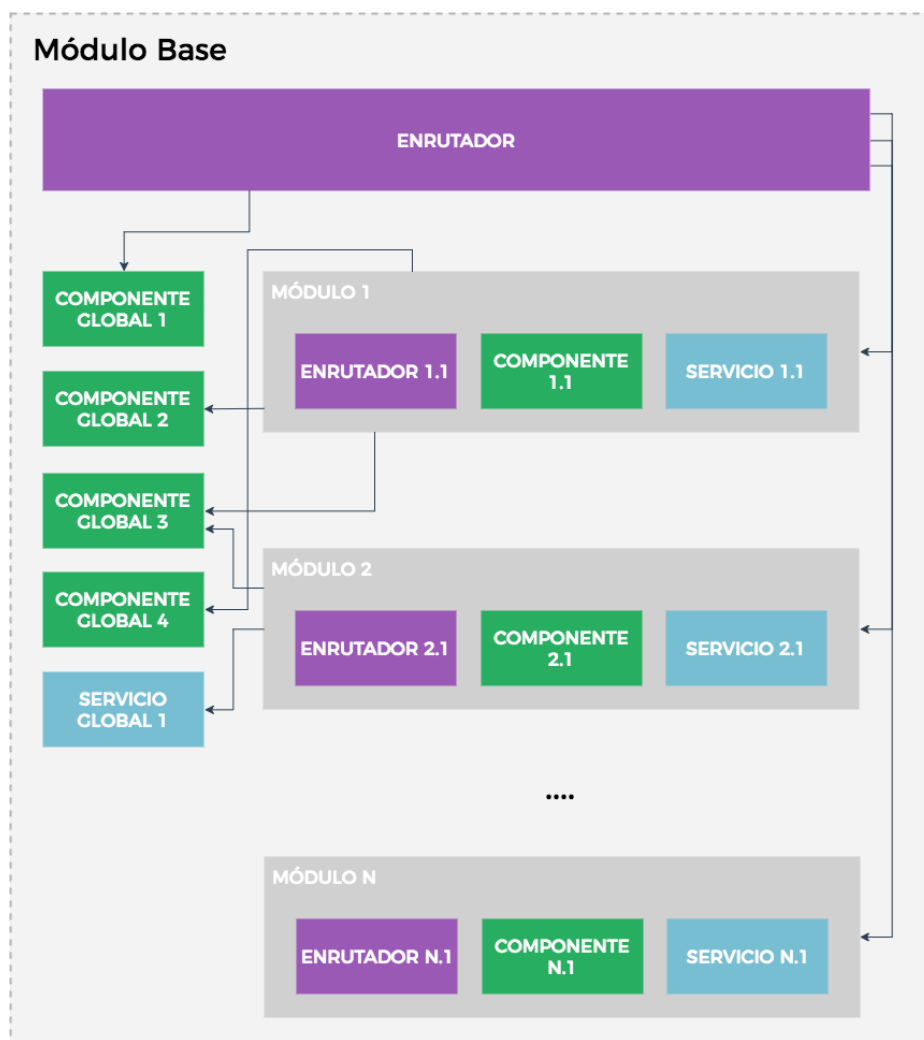 Módulo Base
ENRUTADOR
COMPONENTE
GLOBAL 1
COMPONENTE
GLOBAL 2
COMPONENTE
GLOBAL 3
COMPONENTE
GLOBAL 4
SERVICIO
GLOBAL 1
MÓDULO 1
ENRUTADOR 1.1
COMPONENTE
1.1
SERVICIO 1.1
MÓDULO 2
ENRUTADOR 2.1
COMPONENTE
2.1
SERVICIO 2.1
....
MÓDULO N
ENRUTADOR N.1
COMPONENTE
N.1
SERVICIO N.1